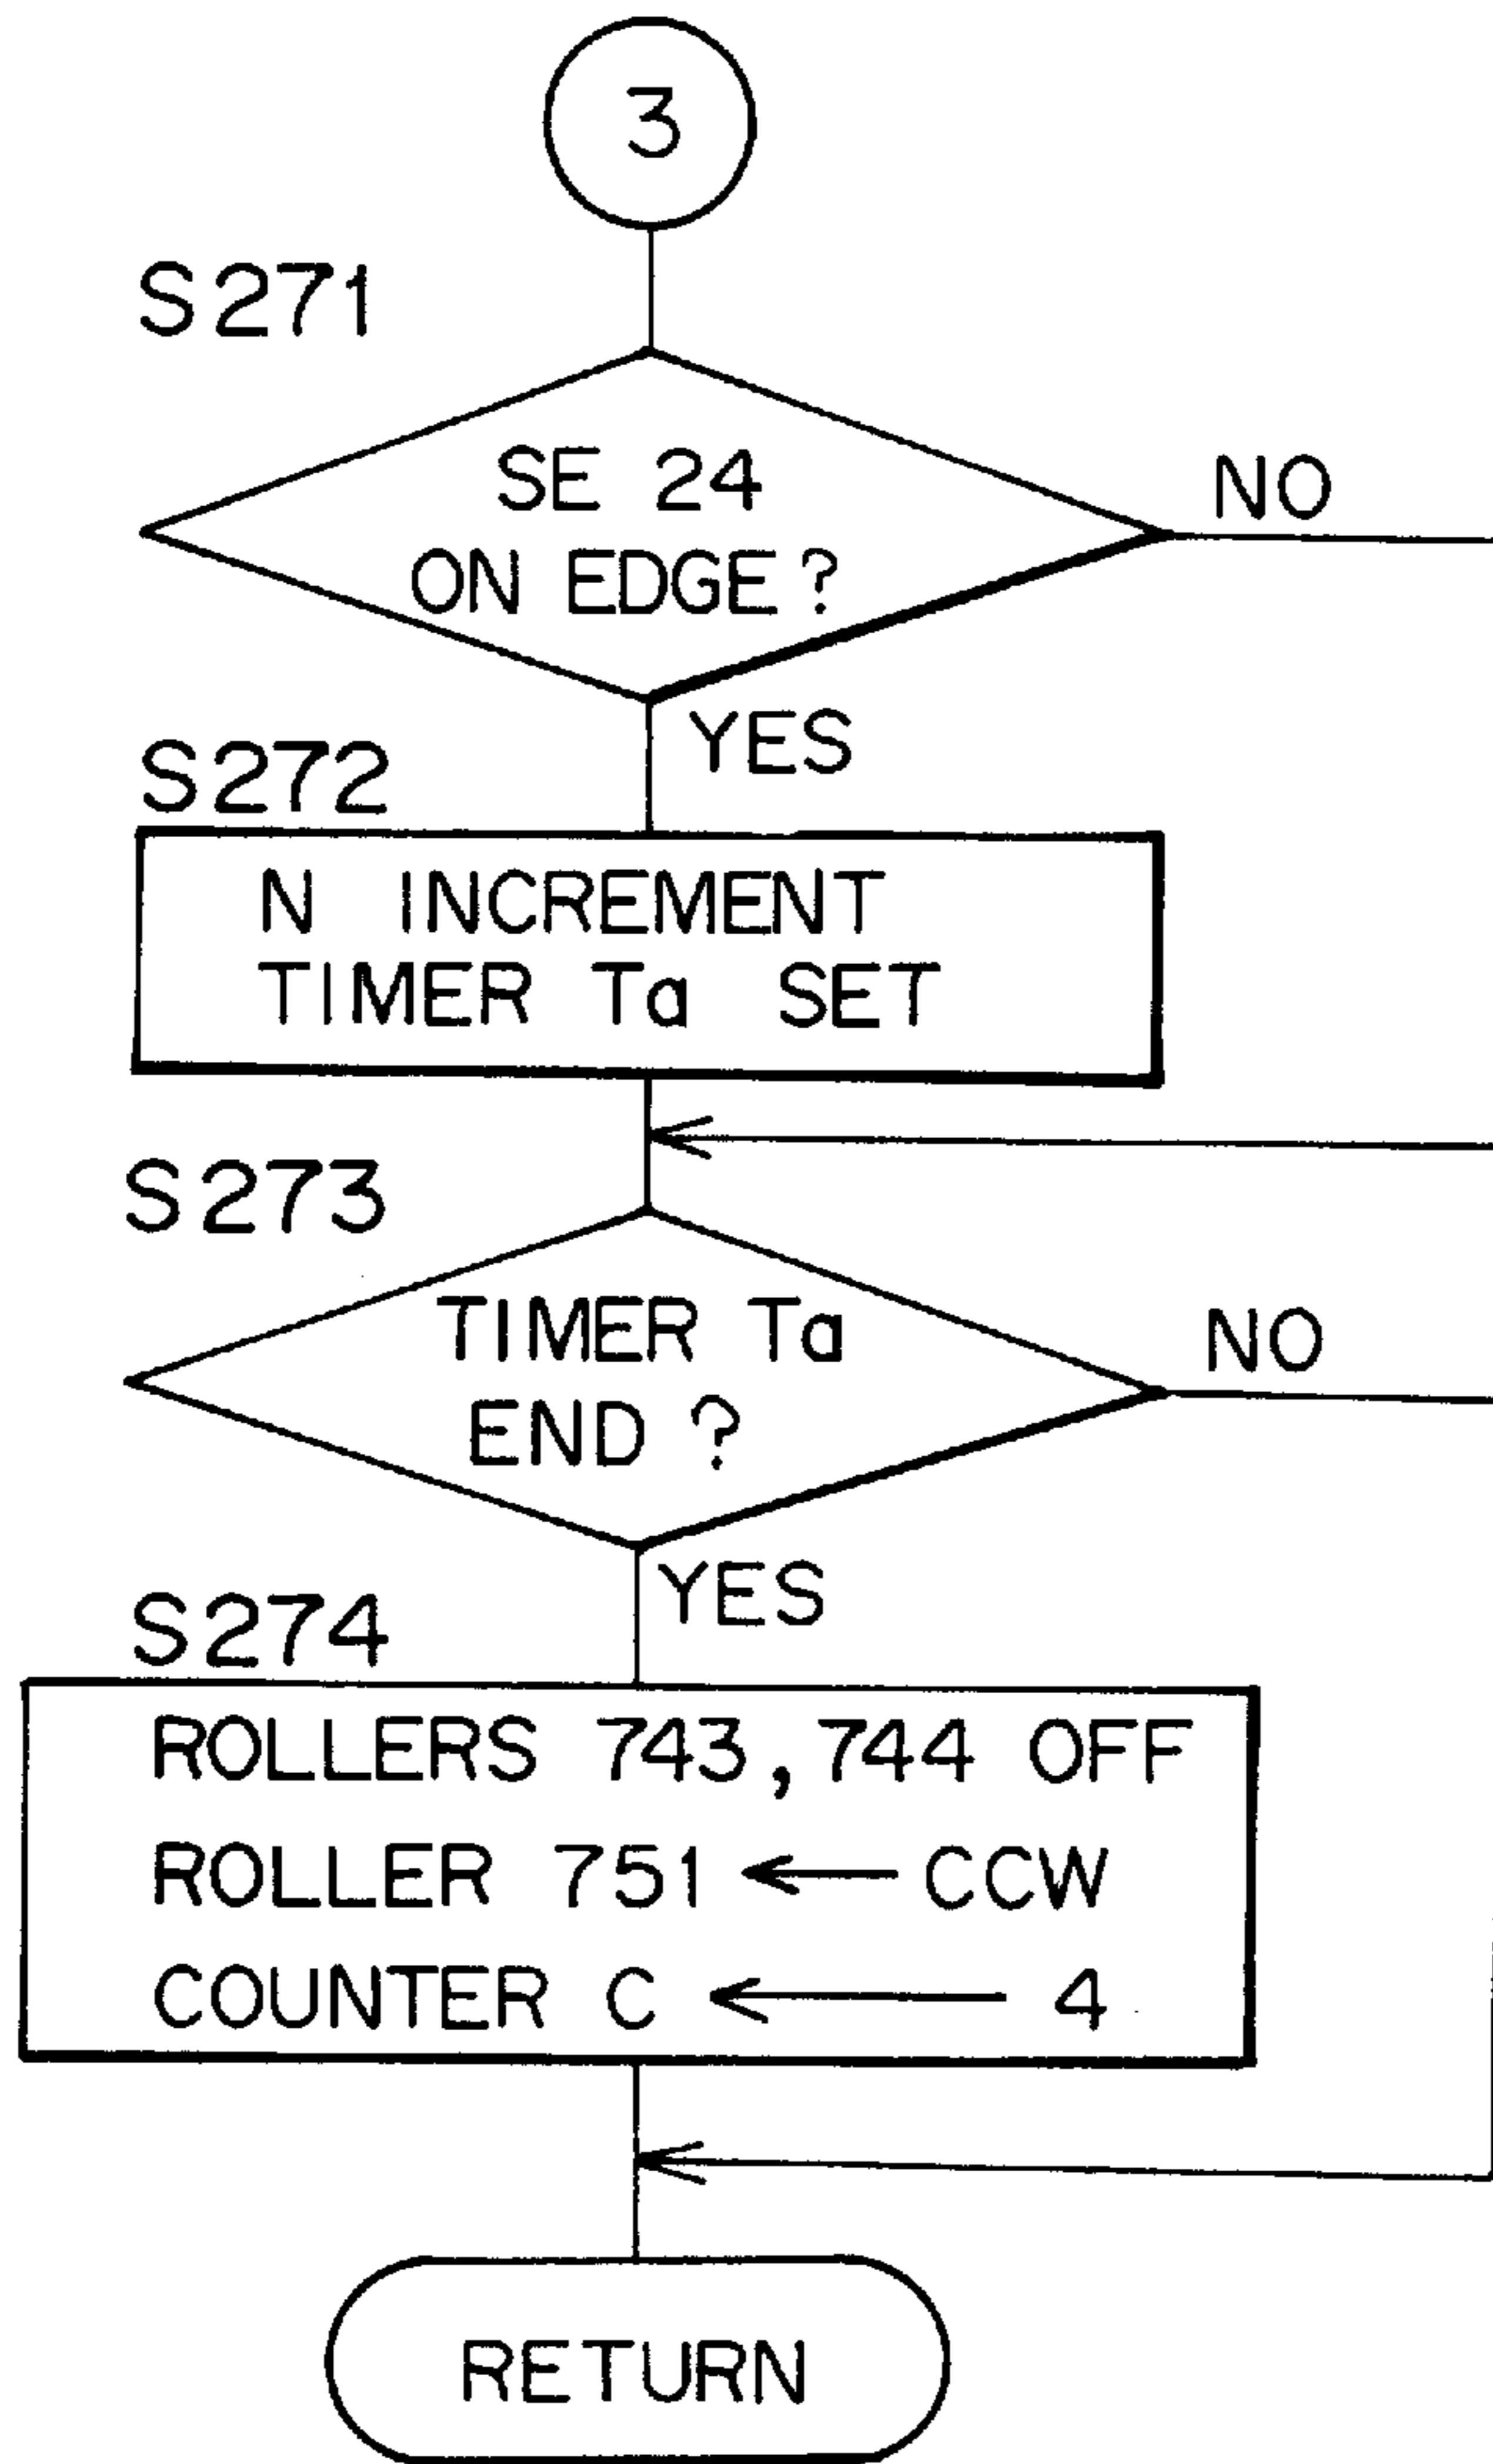 3
S271
SE 24
NO
ON EDGE?
YES
S272
N INCREMENT
TIMER Ta SET
S273
TIMER Ta
NO
END ?
YES
S274
ROLLERS 743, 744 OFF
ROLLER 751 ← CCW
COUNTER C ← 4
RETURN